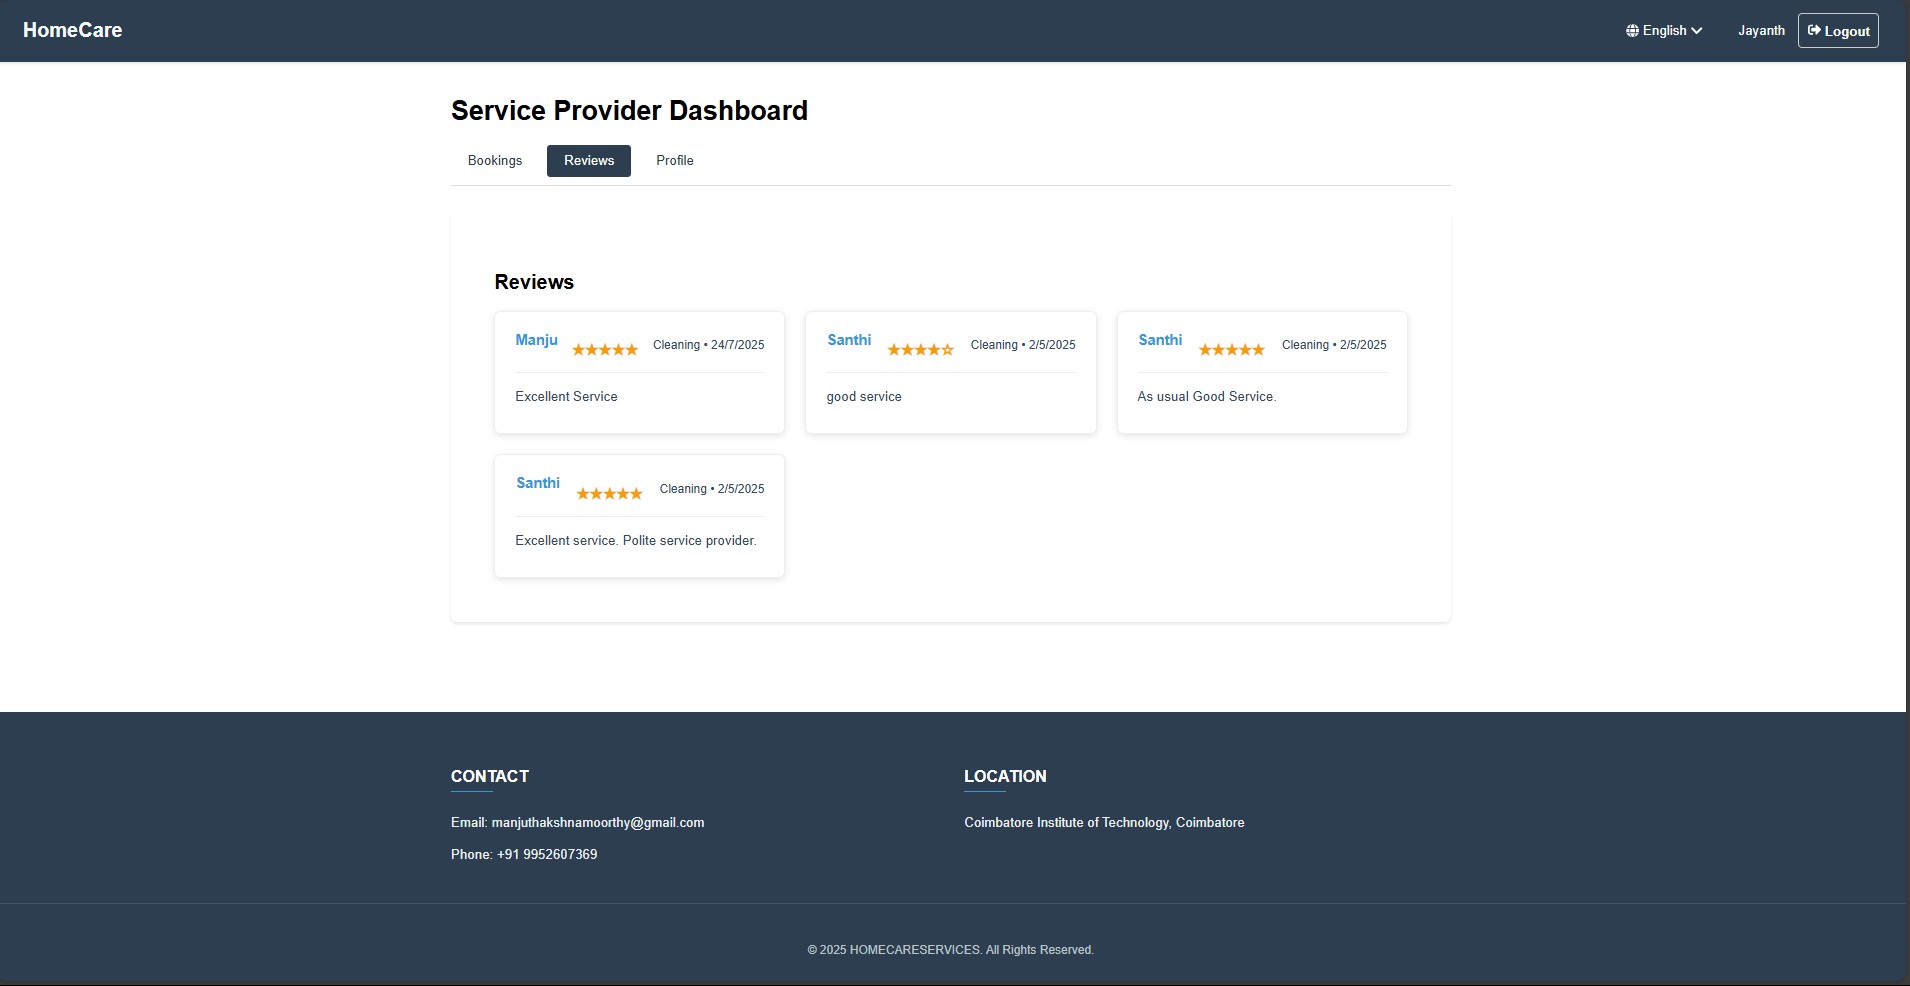 HomeCare
English
Jayanth
Logout
Service Provider Dashboard
Bookings
Reviews
Profile
Reviews
Manju ★★★★★ Cleaning • 24/7/2025
Excellent Service
Santhi ★★★★☆ Cleaning • 2/5/2025
good service
Santhi ★★★★★ Cleaning • 2/5/2025
As usual Good Service.
Santhi ★★★★★ Cleaning • 2/5/2025
Excellent service. Polite service provider.
CONTACT
Email: manjuthakshnamoorthy@gmail.com
Phone: +91 9952607369
LOCATION
Coimbatore Institute of Technology, Coimbatore
© 2025 HOMECARESERVICES. All Rights Reserved.